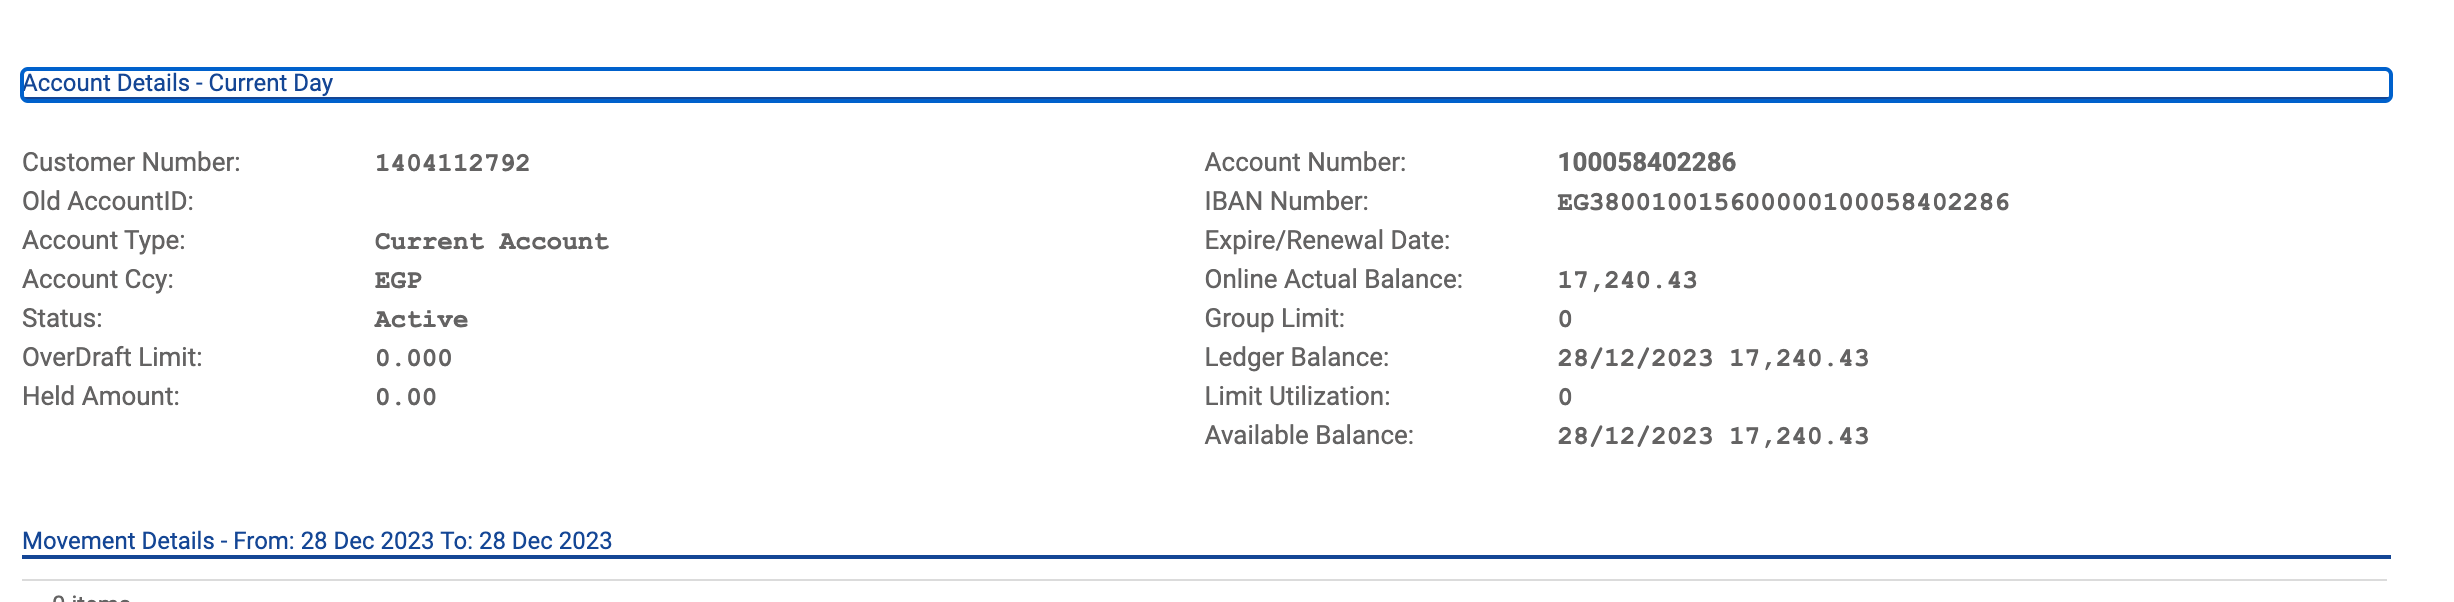 Account Details - Current Day
Customer Number: 1404112792
Old AccountID:
Account Type: Current Account
Account Ccy: EGP
Status: Active
OverDraft Limit: 0.000
Held Amount: 0.00
Account Number: 100058402286
IBAN Number: EG380010015600000100058402286
Expire/Renewal Date:
Online Actual Balance: 17,240.43
Group Limit: 0
Ledger Balance: 28/12/2023 17,240.43
Limit Utilization: 0
Available Balance: 28/12/2023 17,240.43
Movement Details - From: 28 Dec 2023 To: 28 Dec 2023